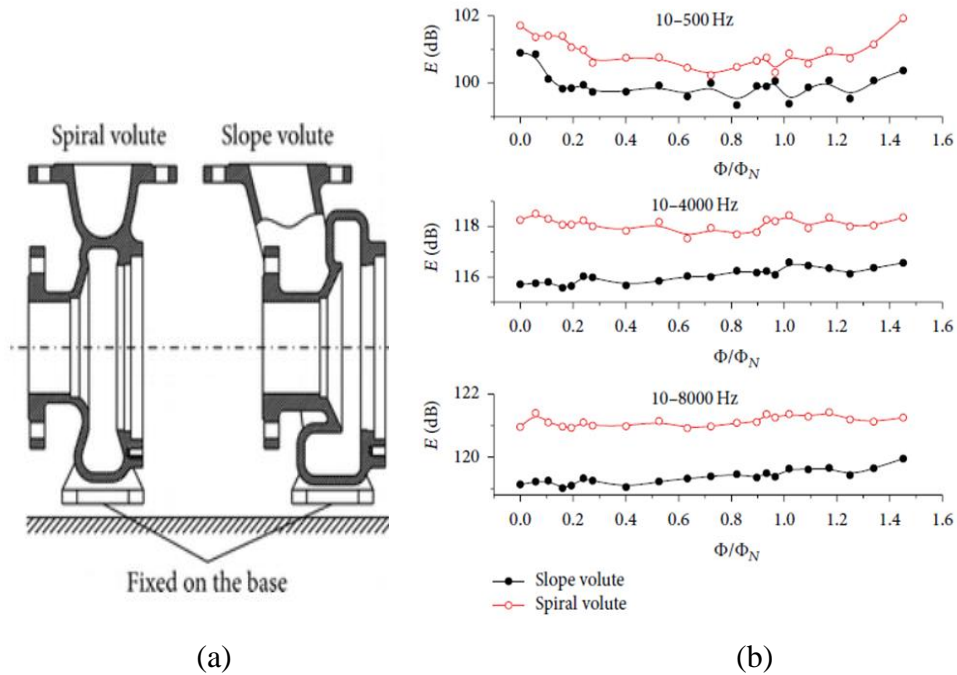 Spiral volute
Slope volute
Fixed on the base
(a)
10–500 Hz
E (dB)
102
100
0.0 0.2 0.4 0.6 0.8 1.0 1.2 1.4 1.6
Φ/Φ_N
10–4000 Hz
E (dB)
118
116
0.0 0.2 0.4 0.6 0.8 1.0 1.2 1.4 1.6
Φ/Φ_N
10–8000 Hz
E (dB)
122
120
0.0 0.2 0.4 0.6 0.8 1.0 1.2 1.4 1.6
Φ/Φ_N
Slope volute
Spiral volute
(b)